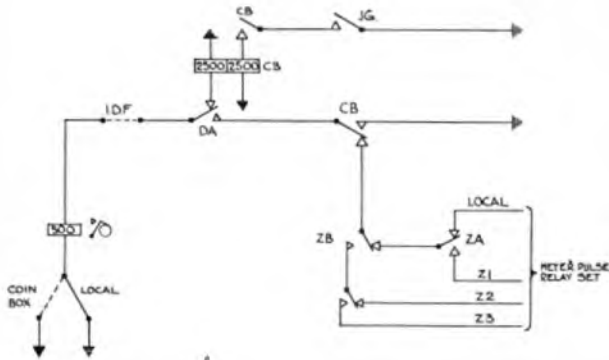 CB
JG.
2500 2500 CB
I.D.F
DA
CB
500
COIN BOX
LOCAL
LOCAL
ZB
ZA
Z1
Z2
Z3
METER PULSE
RELAY SET